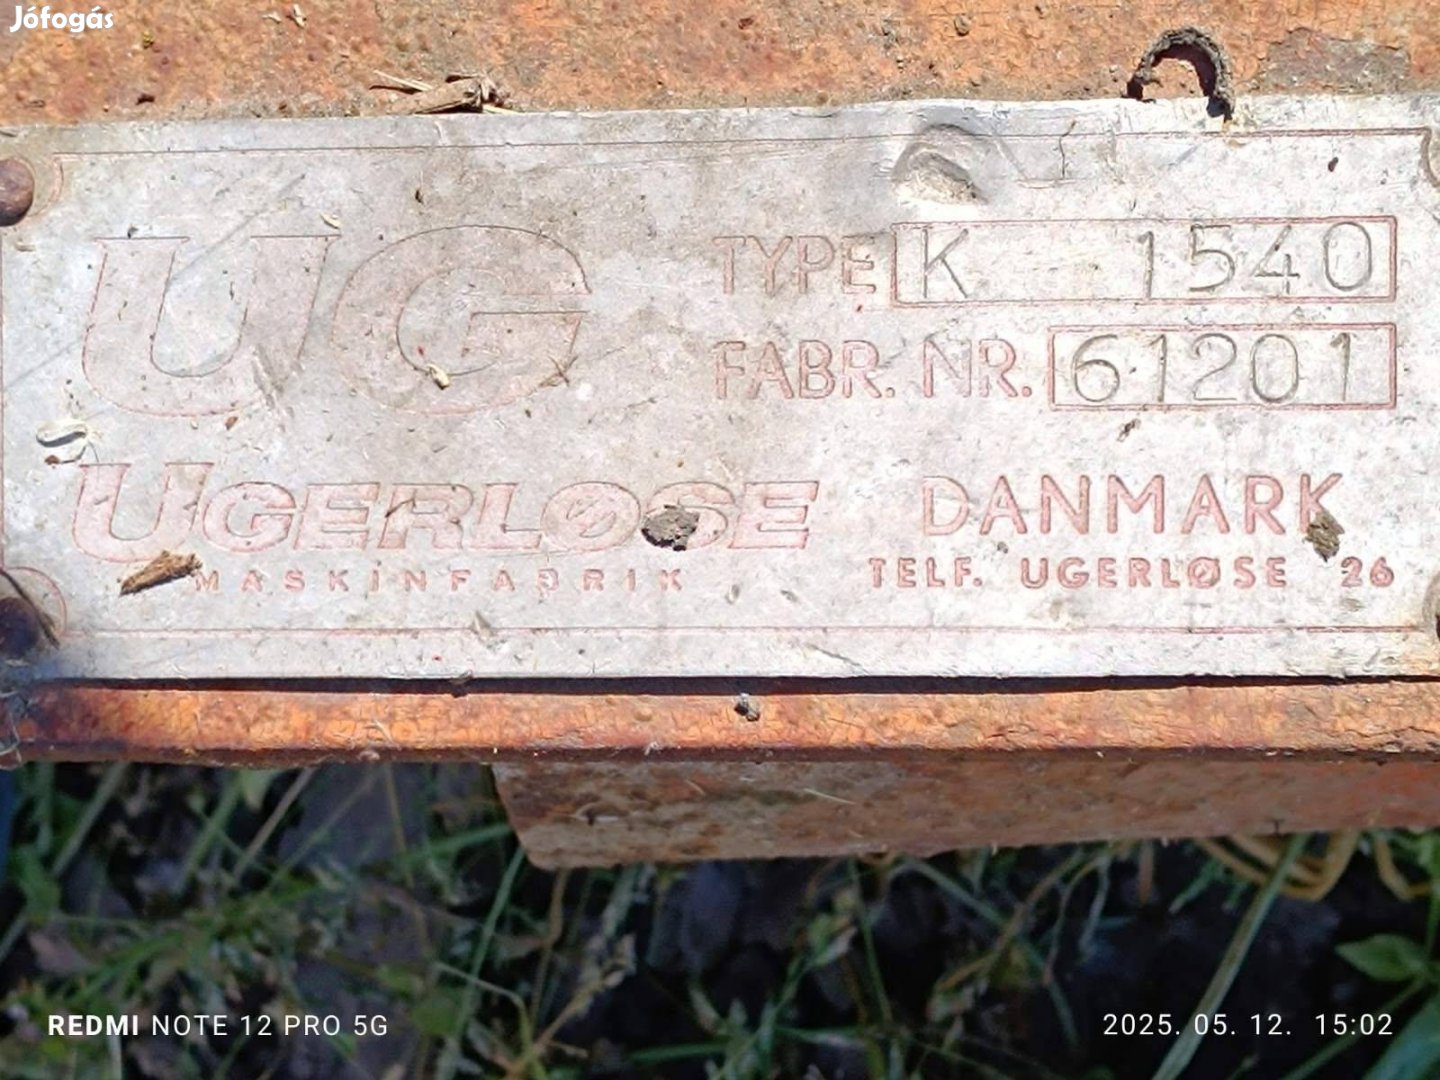 Jófogás
UG
TYPE K 1540
FABR. NR. 61201
UGERLØSE DANMARK
MASKINFABRIK TELF. UGERLØSE 26
REDMI NOTE 12 PRO 5G 2025. 05. 12. 15:02